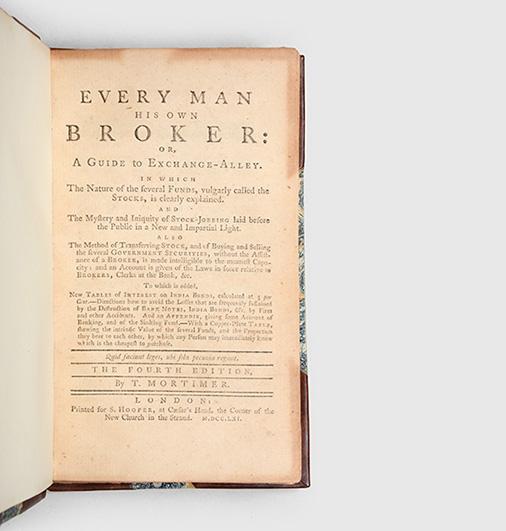 EVERY MAN
HIS OWN
BROKER:
OR,
A GUIDE TO EXCHANGE-ALLEY.
IN WHICH
The Nature of the ſeveral FUNDS, vulgarly called the
STOCKS, is clearly explained.
AND
The Myſtery and Iniquity of STOCK-JOBBING laid before
the Public in a New and Impartial Light.
ALSO
The Method of Transferring STOCK, and of Buying and Selling
the ſeveral GOVERNMENT SECURITIES, without the Aſſiſt-
ance of a BROKER, is made intelligible to the meaneſt Capa-
city: and an Account is given of the Laws in force relative to
BROKERS, Clerks at the Bank, &c.
To which is added,
New TABLES of INTEREST on INDIA BONDS, calculated at 5 per
Cent.—Directions how to avoid the Loſſes that are frequently ſuſtained
by the Deſtruction of BANK NOTES, INDIA BONDS, &c. by Fires
and other Accidents. And an APPENDIX, giving ſome Account of
Banking, and of the Sinking Fund.—With a Copper-Plate TABLE,
ſhewing the intrinſic Value of the ſeveral Funds, and the Proportion
they bear to each other, by which any Perſon may immediately know
which is the cheapeſt to purchaſe.
Quid faciant leges, ubi ſola pecunia regnat.
THE FOURTH EDITION,
By T. MORTIMER.
LONDON:
Printed for S. HOOPER, at Cæſar's Head, the Corner of the
New Church in the Strand. M.DCC.LXI.